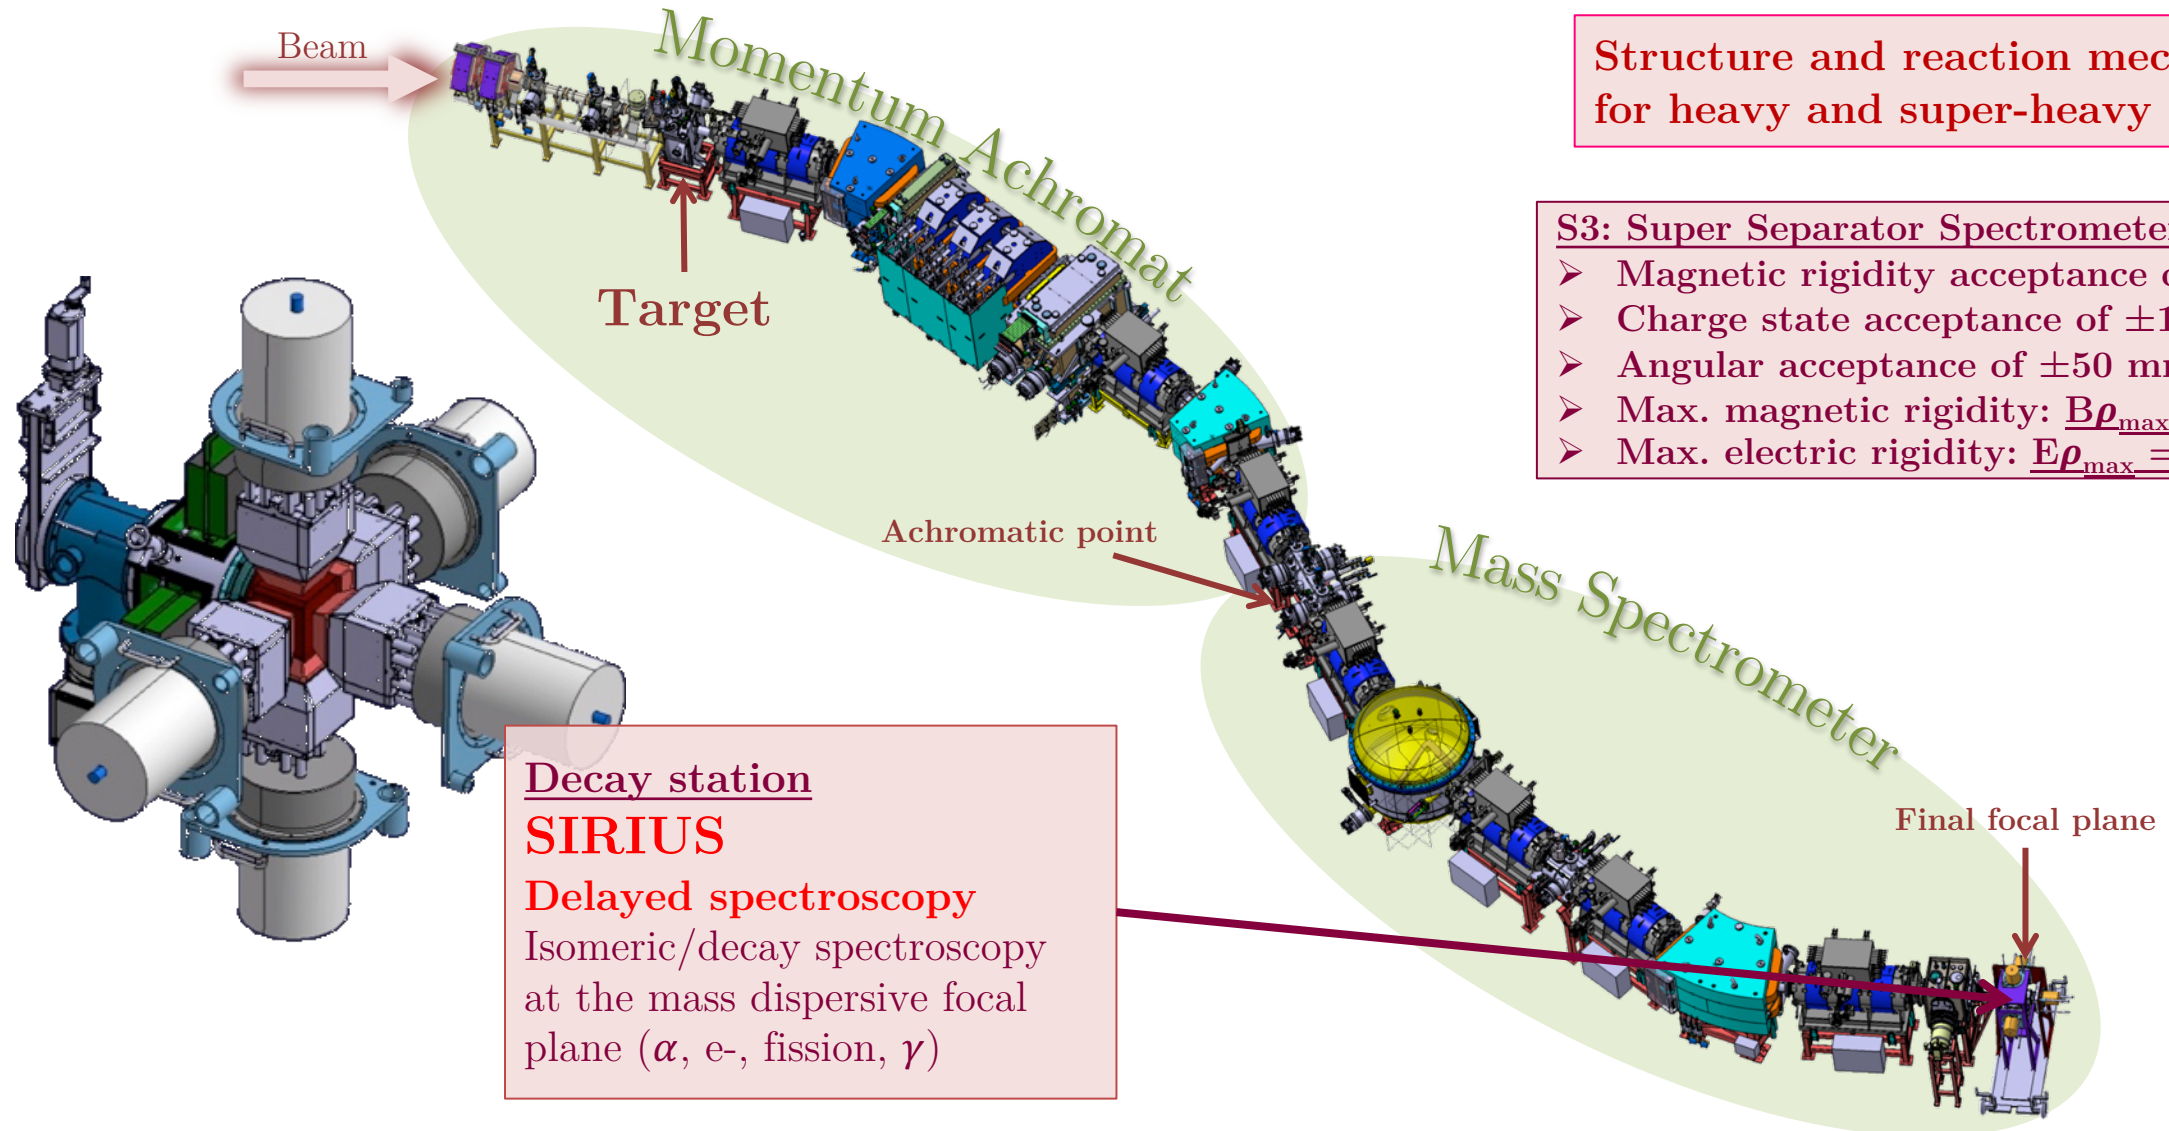 Beam
Momentum Achromat
Structure and reaction
for heavy and super-heavy
Target
S3: Super Separator Spectrometer
➢ Magnetic rigidity acceptance
➢ Charge state acceptance of ±1
➢ Angular acceptance of ±50
➢ Max. magnetic rigidity: Bρmax
➢ Max. electric rigidity: Eρmax =
Achromatic point
Mass Spectrometer
Decay station
SIRIUS
Delayed spectroscopy
Isomeric/decay spectroscopy
at the mass dispersive focal
plane (α, e-, fission, γ)
Final focal plane